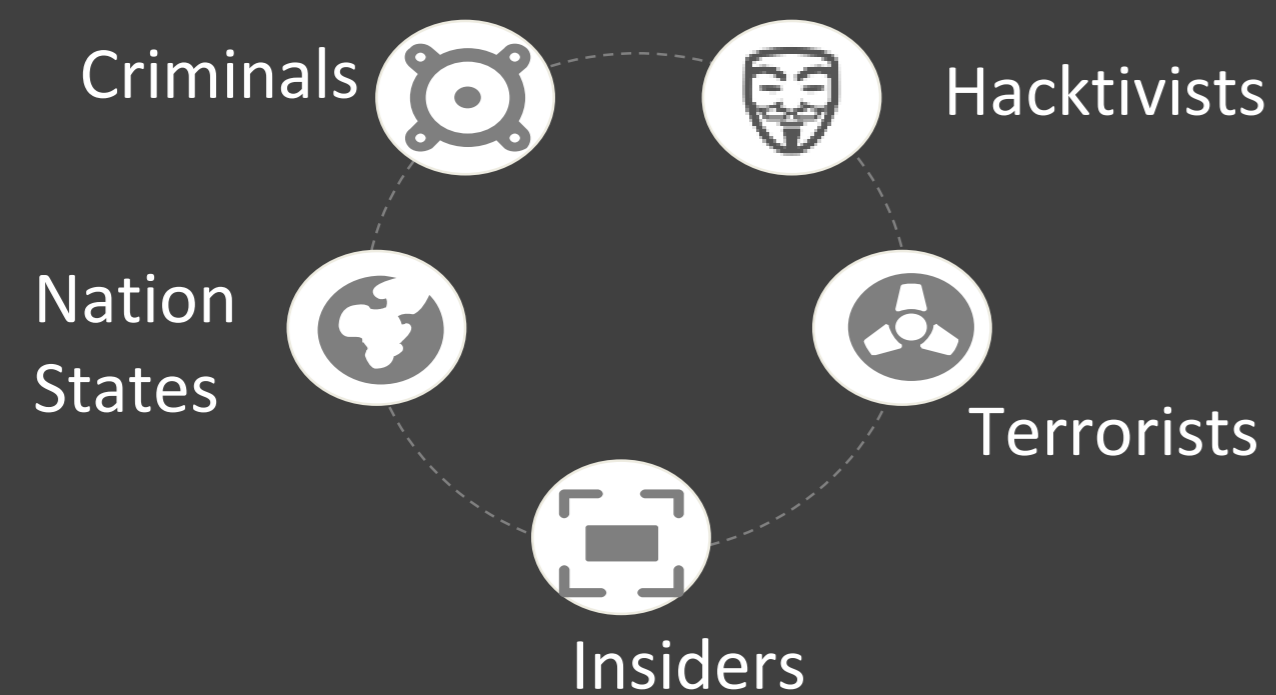 Criminals
Hacktivists
Nation
States
Terrorists
Insiders